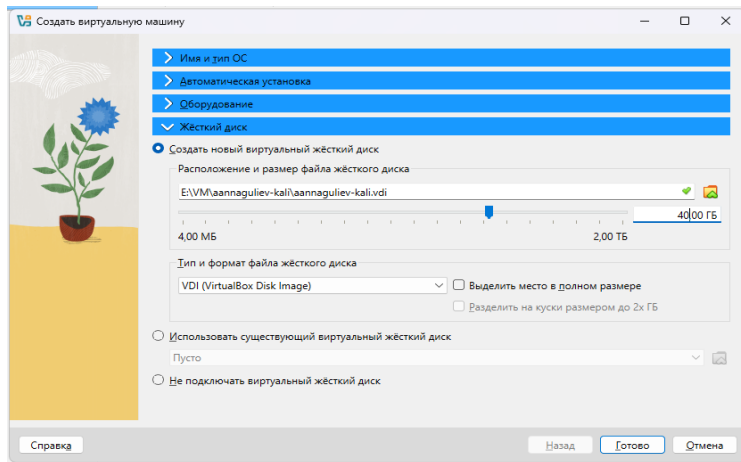 Создать виртуальную машину
Имя и тип ОС
Автоматическая установка
Оборудование
Жёсткий диск
Создать новый виртуальный жёсткий диск
Расположение и размер файла жёсткого диска
E:\VM\aannaguliev-kali\aannaguliev-kali.vdi
40,00 ГБ
4,00 МБ 2,00 ТБ
Тип и формат файла жёсткого диска
VDI (VirtualBox Disk Image) Выделить место в полном размере
Разделить на куски размером до 2х ГБ
Использовать существующий виртуальный жёсткий диск
Пусто
Не подключать виртуальный жёсткий диск
Справка Назад Готово Отмена